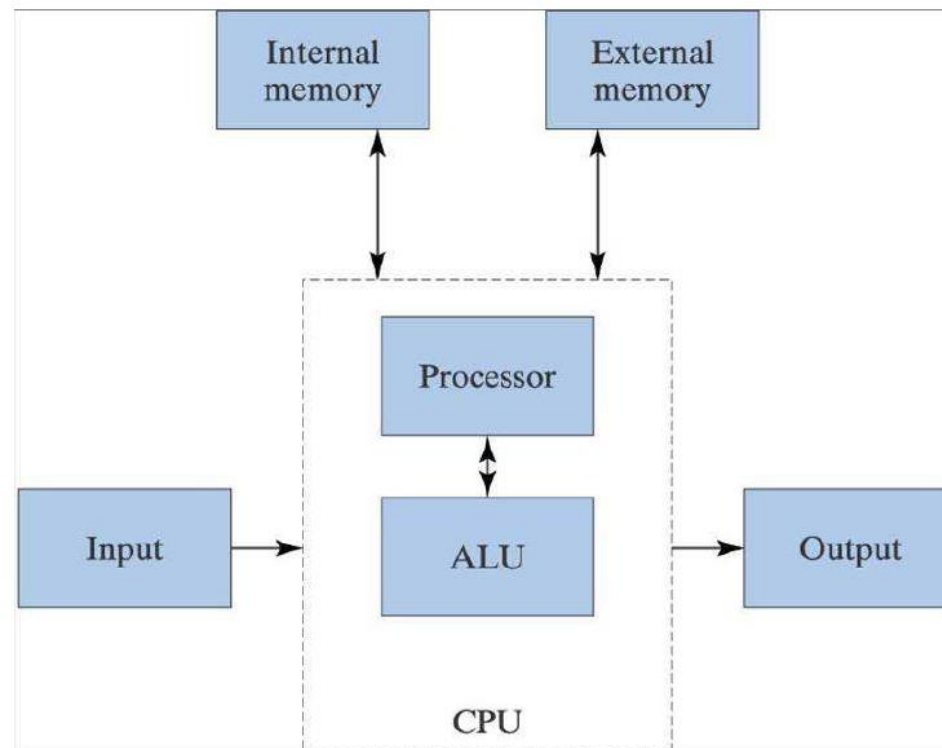 Internal
memory
External
memory
Processor
Input
ALU
Output
CPU